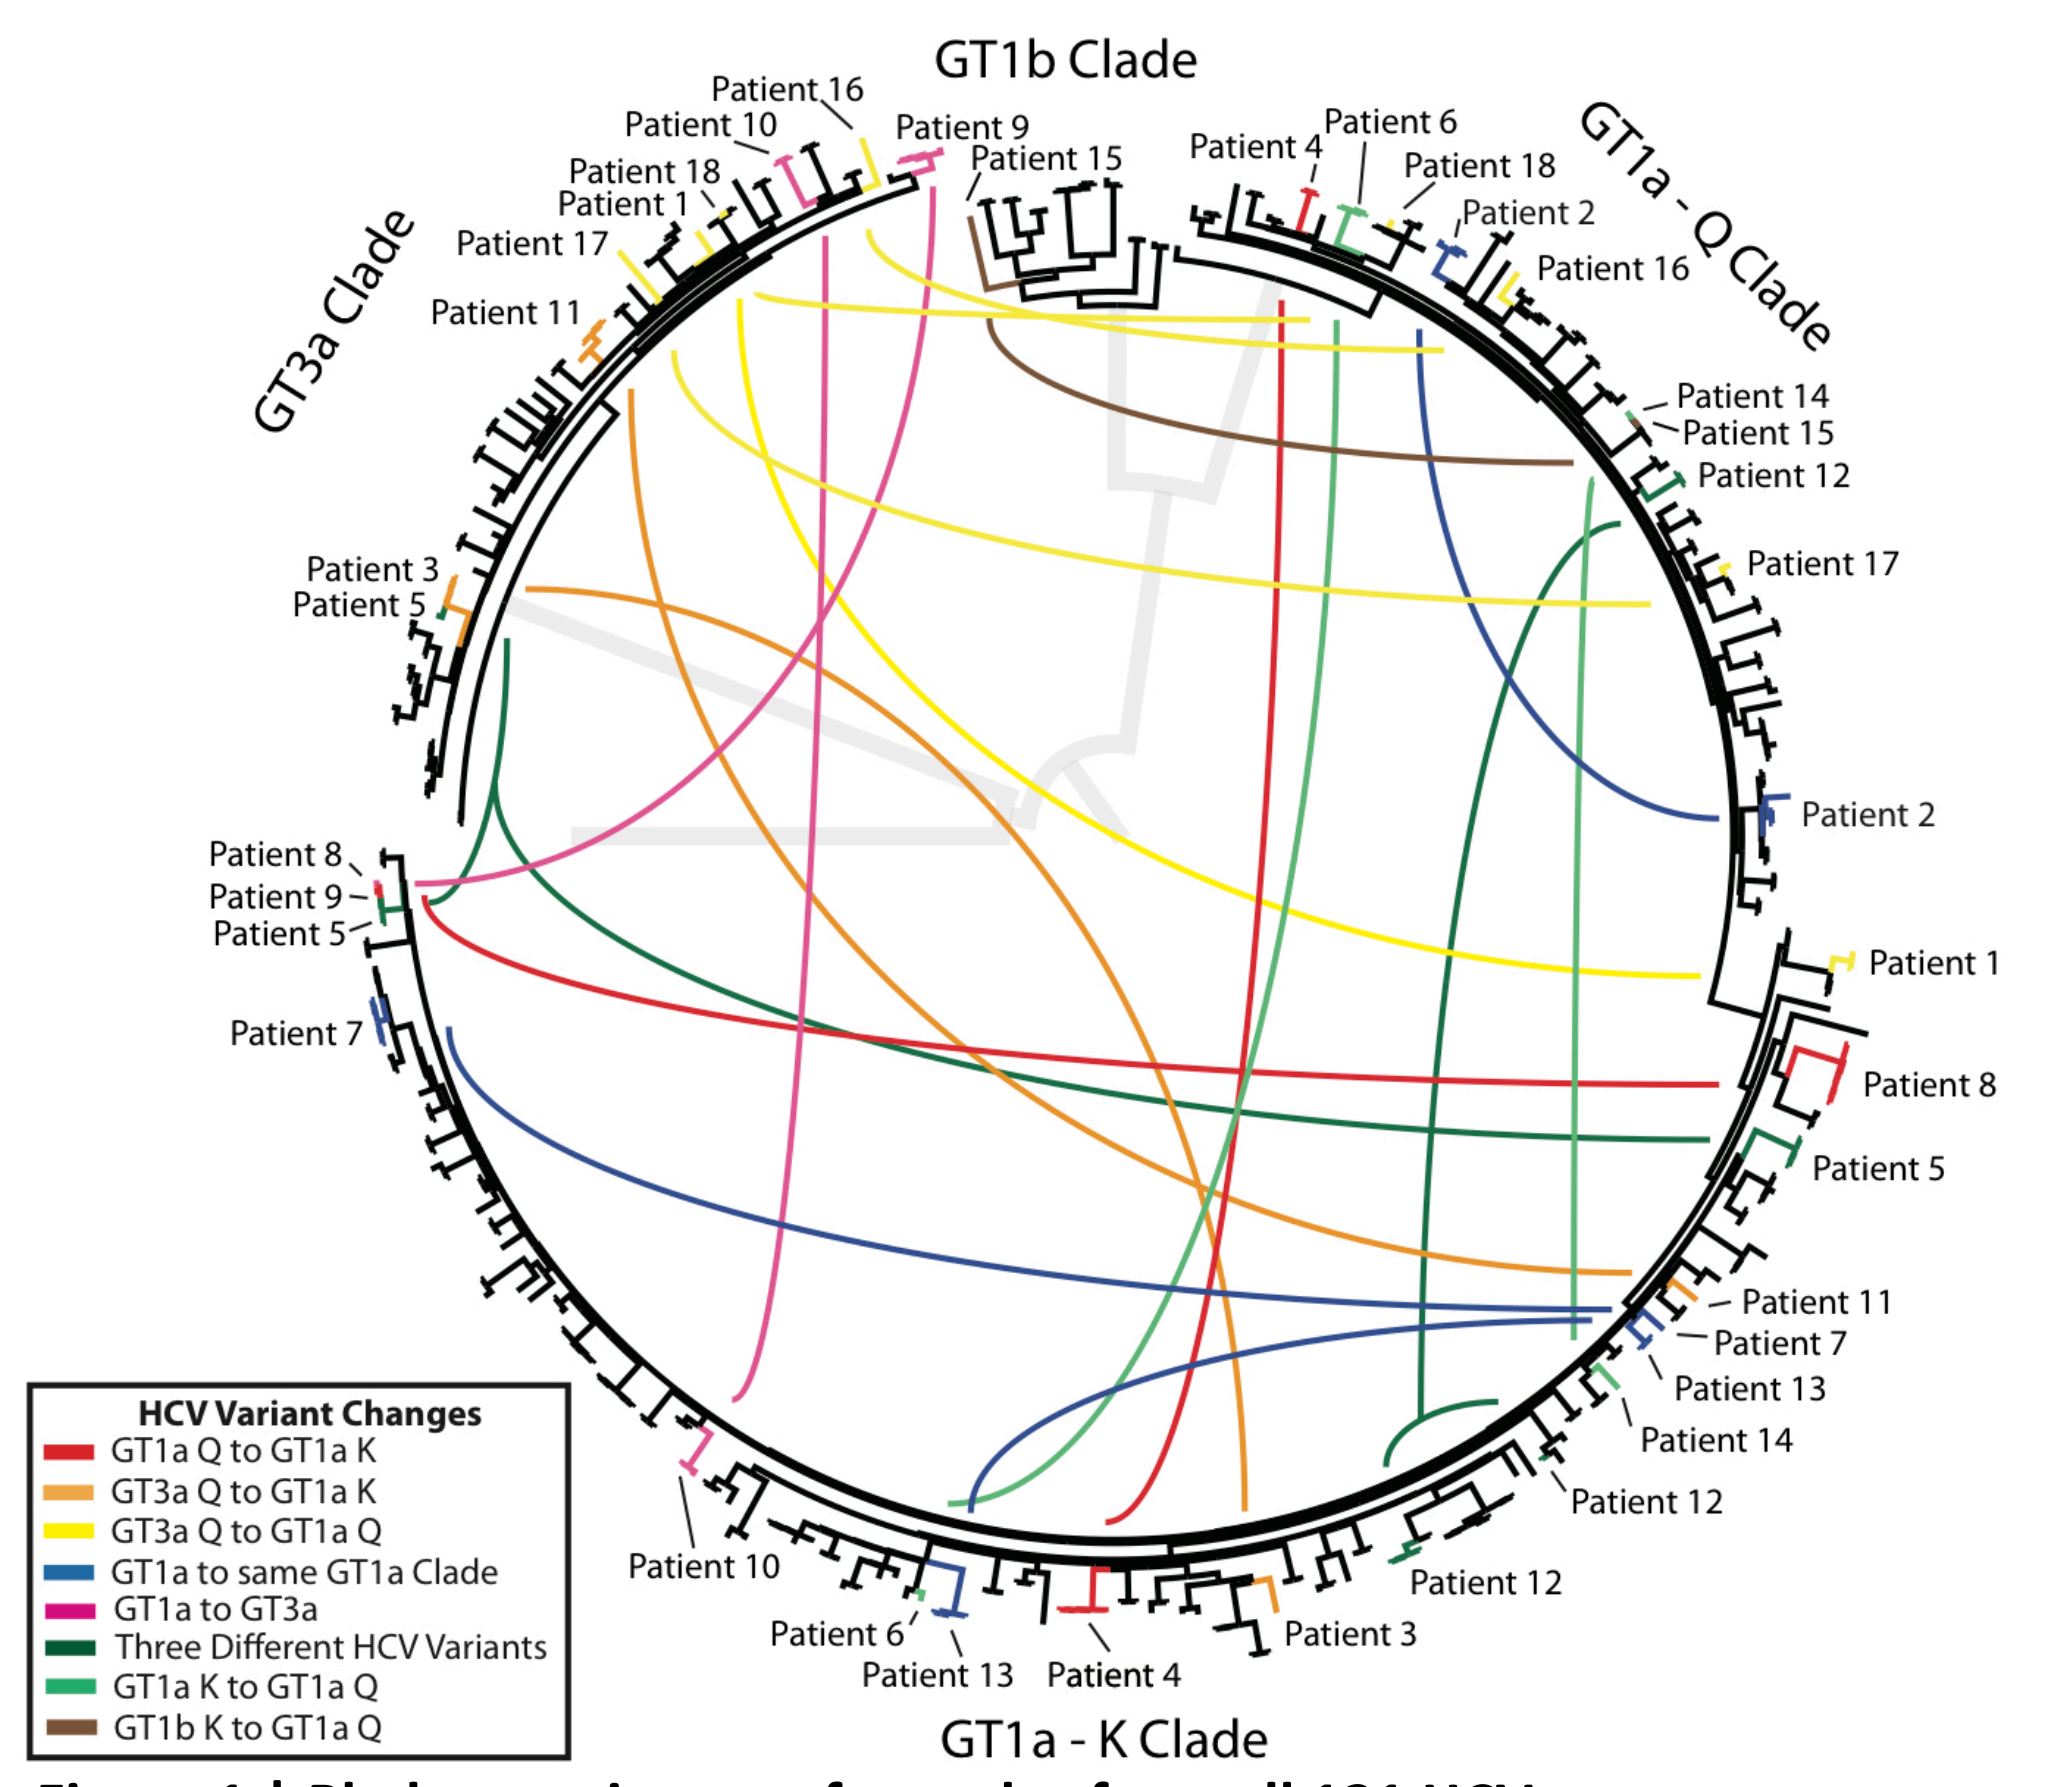 GT1b Clade
GT1a - Q Clade
GT3a Clade
Patient 16
Patient 10
Patient 9
Patient 15
Patient 18
Patient 1
Patient 17
Patient 11
Patient 4
Patient 6
Patient 18
Patient 2
Patient 16
Patient 14
Patient 15
Patient 12
Patient 17
Patient 3
Patient 5
Patient 2
Patient 8
Patient 9
Patient 5
Patient 7
Patient 1
Patient 8
Patient 5
Patient 11
Patient 7
Patient 13
Patient 14
Patient 12
Patient 12
Patient 10
Patient 6
Patient 13
Patient 4
Patient 3
GT1a - K Clade
HCV Variant Changes
GT1a Q to GT1a K
GT3a Q to GT1a K
GT3a Q to GT1a Q
GT1a to same GT1a Clade
GT1a to GT3a
Three Different HCV Variants
GT1a K to GT1a Q
GT1b K to GT1a Q